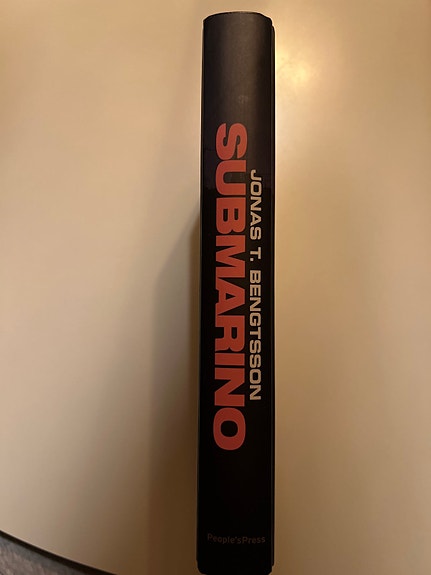 JONAS T. BENGTSSON
SUBMARINO
People'sPress